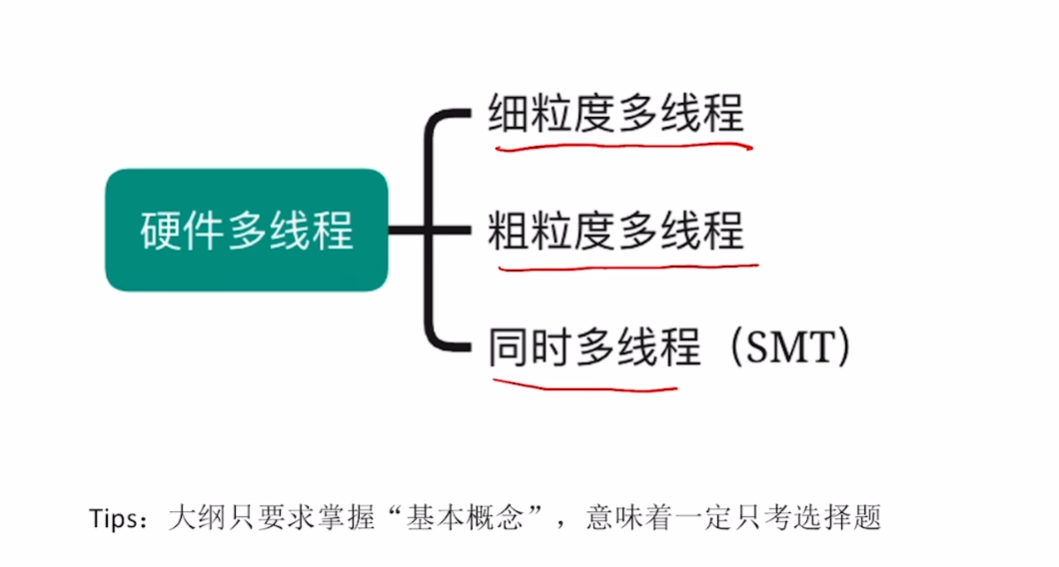 细粒度多线程
硬件多线程
粗粒度多线程
同时多线程（SMT）
Tips：大纲只要求掌握“基本概念”，意味着一定只考选择题